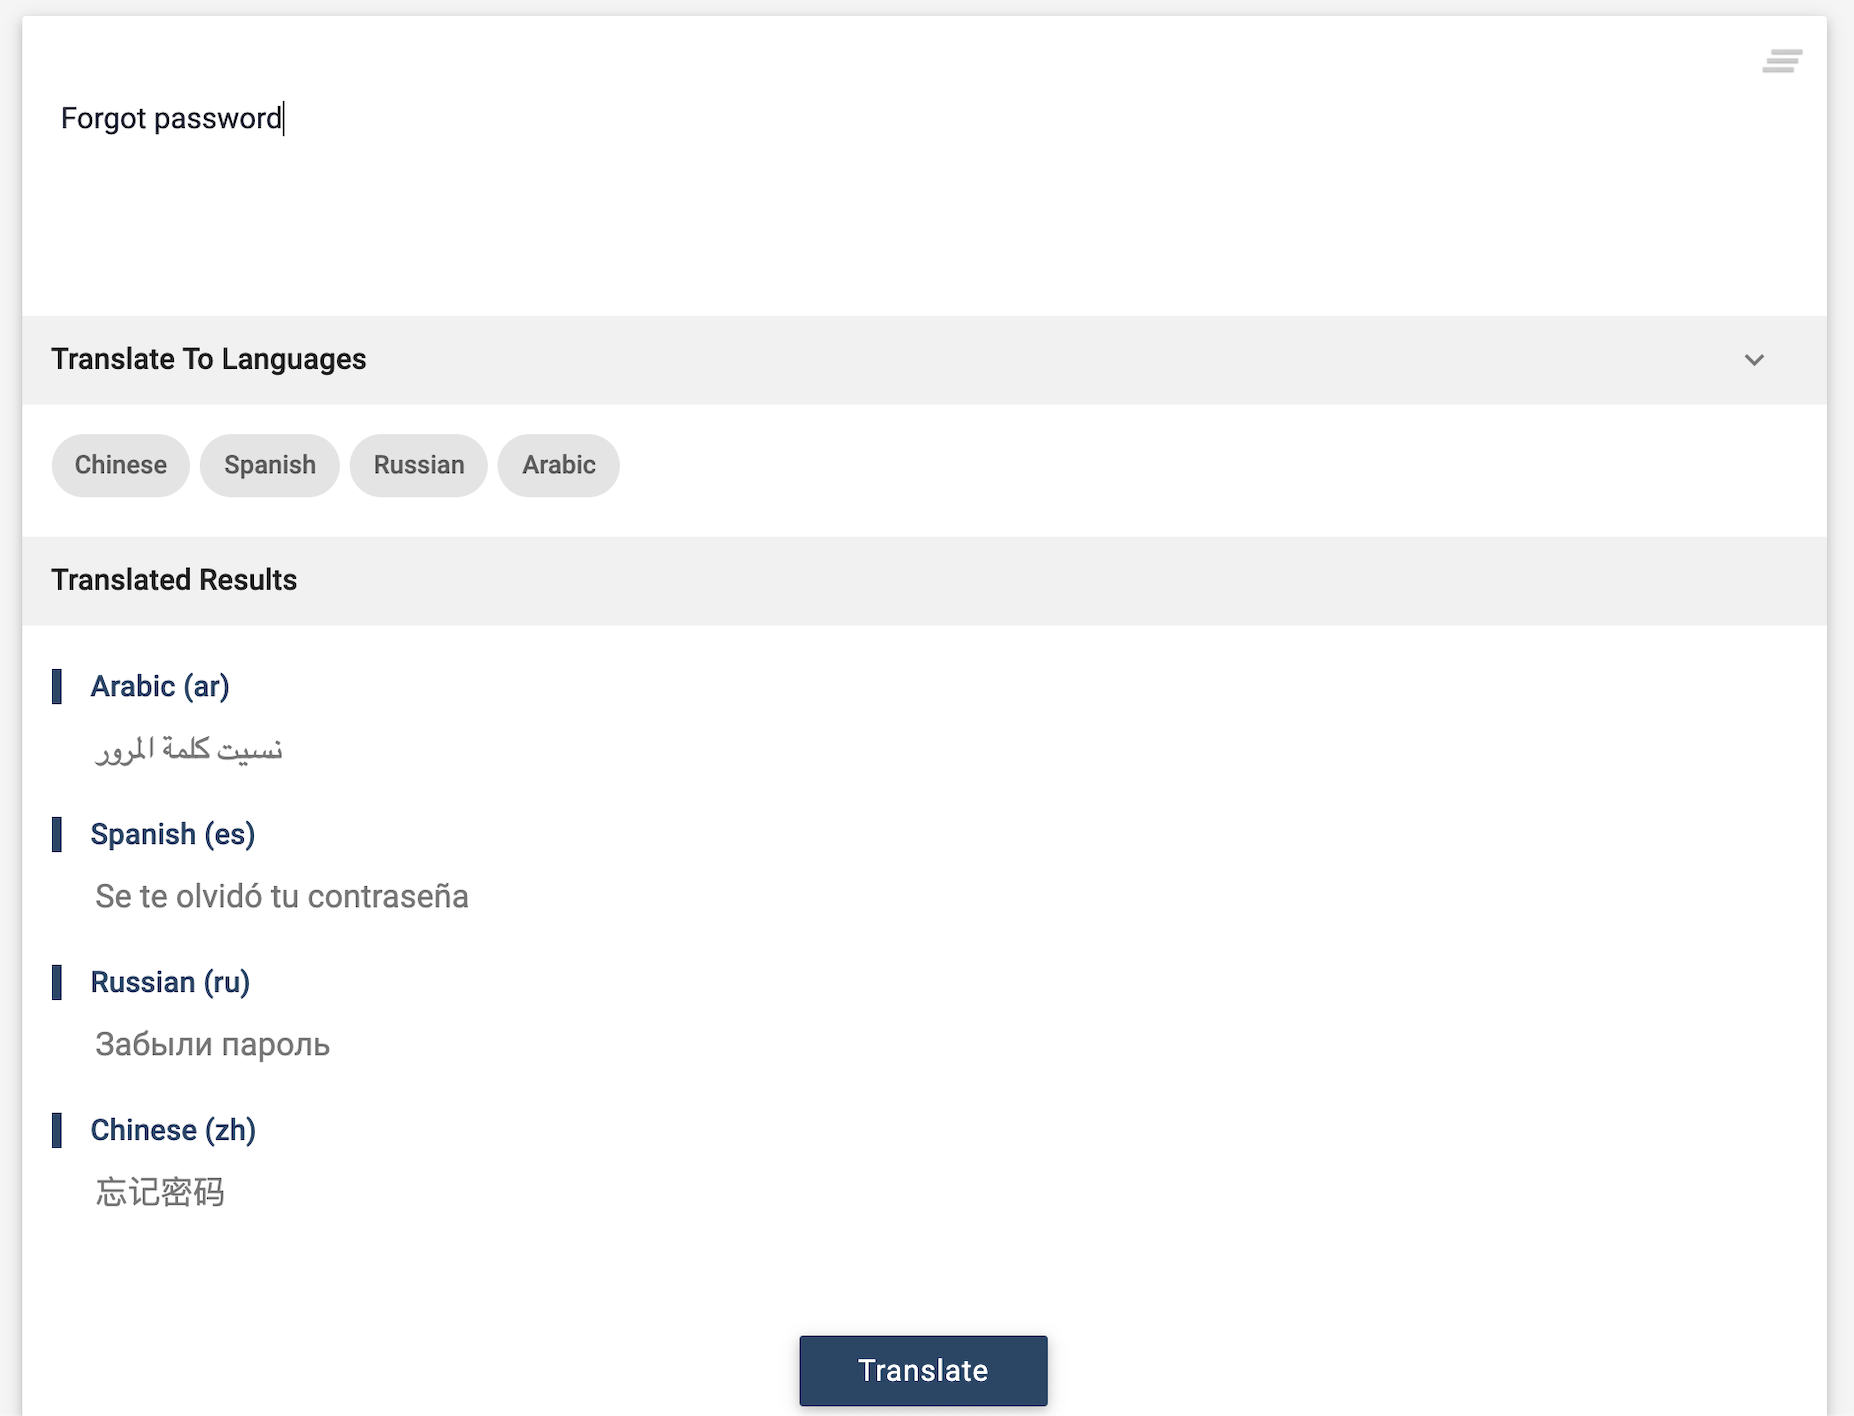 Forgot password
Translate To Languages
Chinese Spanish Russian Arabic
Translated Results
Arabic (ar)
نسيت كلمة المرور
Spanish (es)
Se te olvidó tu contraseña
Russian (ru)
Забыли пароль
Chinese (zh)
忘记密码
Translate